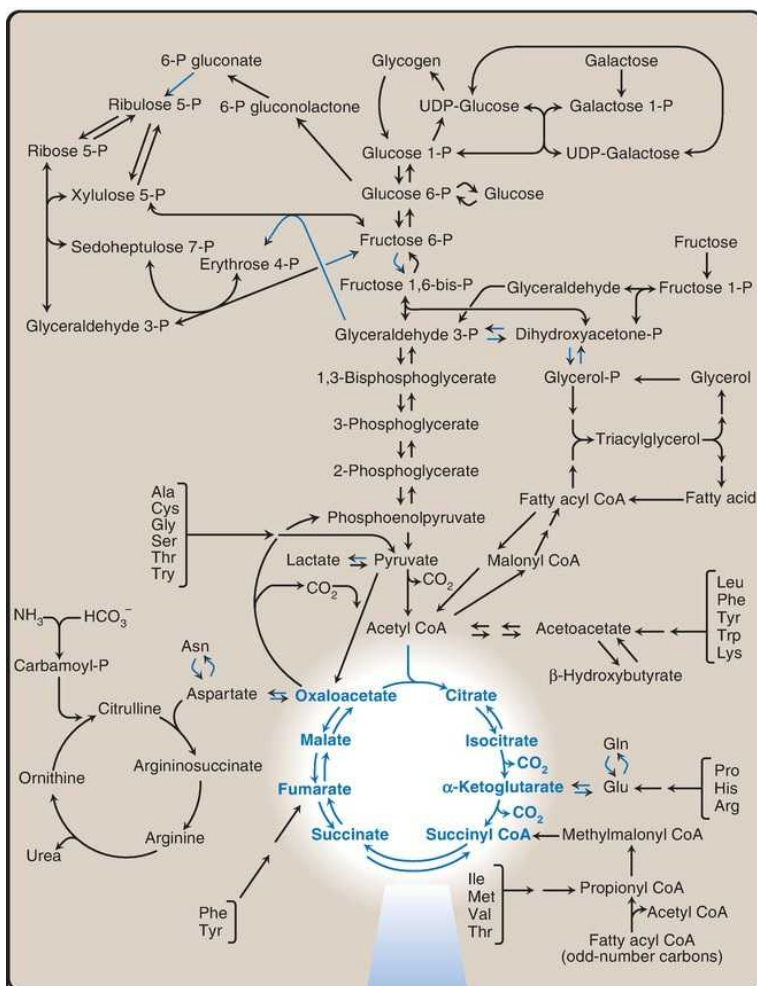 6-P gluconate
Ribulose 5-P
6-P gluconolactone
Ribose 5-P
Xylulose 5-P
Sedoheptulose 7-P
Erythrose 4-P
Glyceraldehyde 3-P
Glycogen
Galactose
UDP-Glucose
Galactose 1-P
Glucose 1-P
UDP-Galactose
Glucose 6-P
Glucose
Fructose 6-P
Fructose
Fructose 1,6-bis-P
Glyceraldehyde
Fructose 1-P
Glyceraldehyde 3-P
Dihydroxyacetone-P
1,3-Bisphosphoglycerate
Glycerol-P
Glycerol
3-Phosphoglycerate
Triacylglycerol
2-Phosphoglycerate
Fatty acyl CoA
Fatty acid
Phosphoenolpyruvate
Ala
Cys
Gly
Ser
Thr
Try
Lactate
Pyruvate
Malonyl CoA
CO₂
CO₂
Acetyl CoA
Acetoacetate
β-Hydroxybutyrate
Leu
Phe
Tyr
Trp
Lys
NH₃
HCO₃⁻
Carbamoyl-P
Asn
Aspartate
Citrulline
Argininosuccinate
Ornithine
Arginine
Urea
Oxaloacetate
Citrate
Malate
Isocitrate
CO₂
Fumarate
α-Ketoglutarate
CO₂
Succinate
Succinyl CoA
Gln
Glu
Pro
His
Arg
Methylmalonyl CoA
Phe
Tyr
Ile
Met
Val
Thr
Propionyl CoA
Acetyl CoA
Fatty acyl CoA
(odd-number carbons)